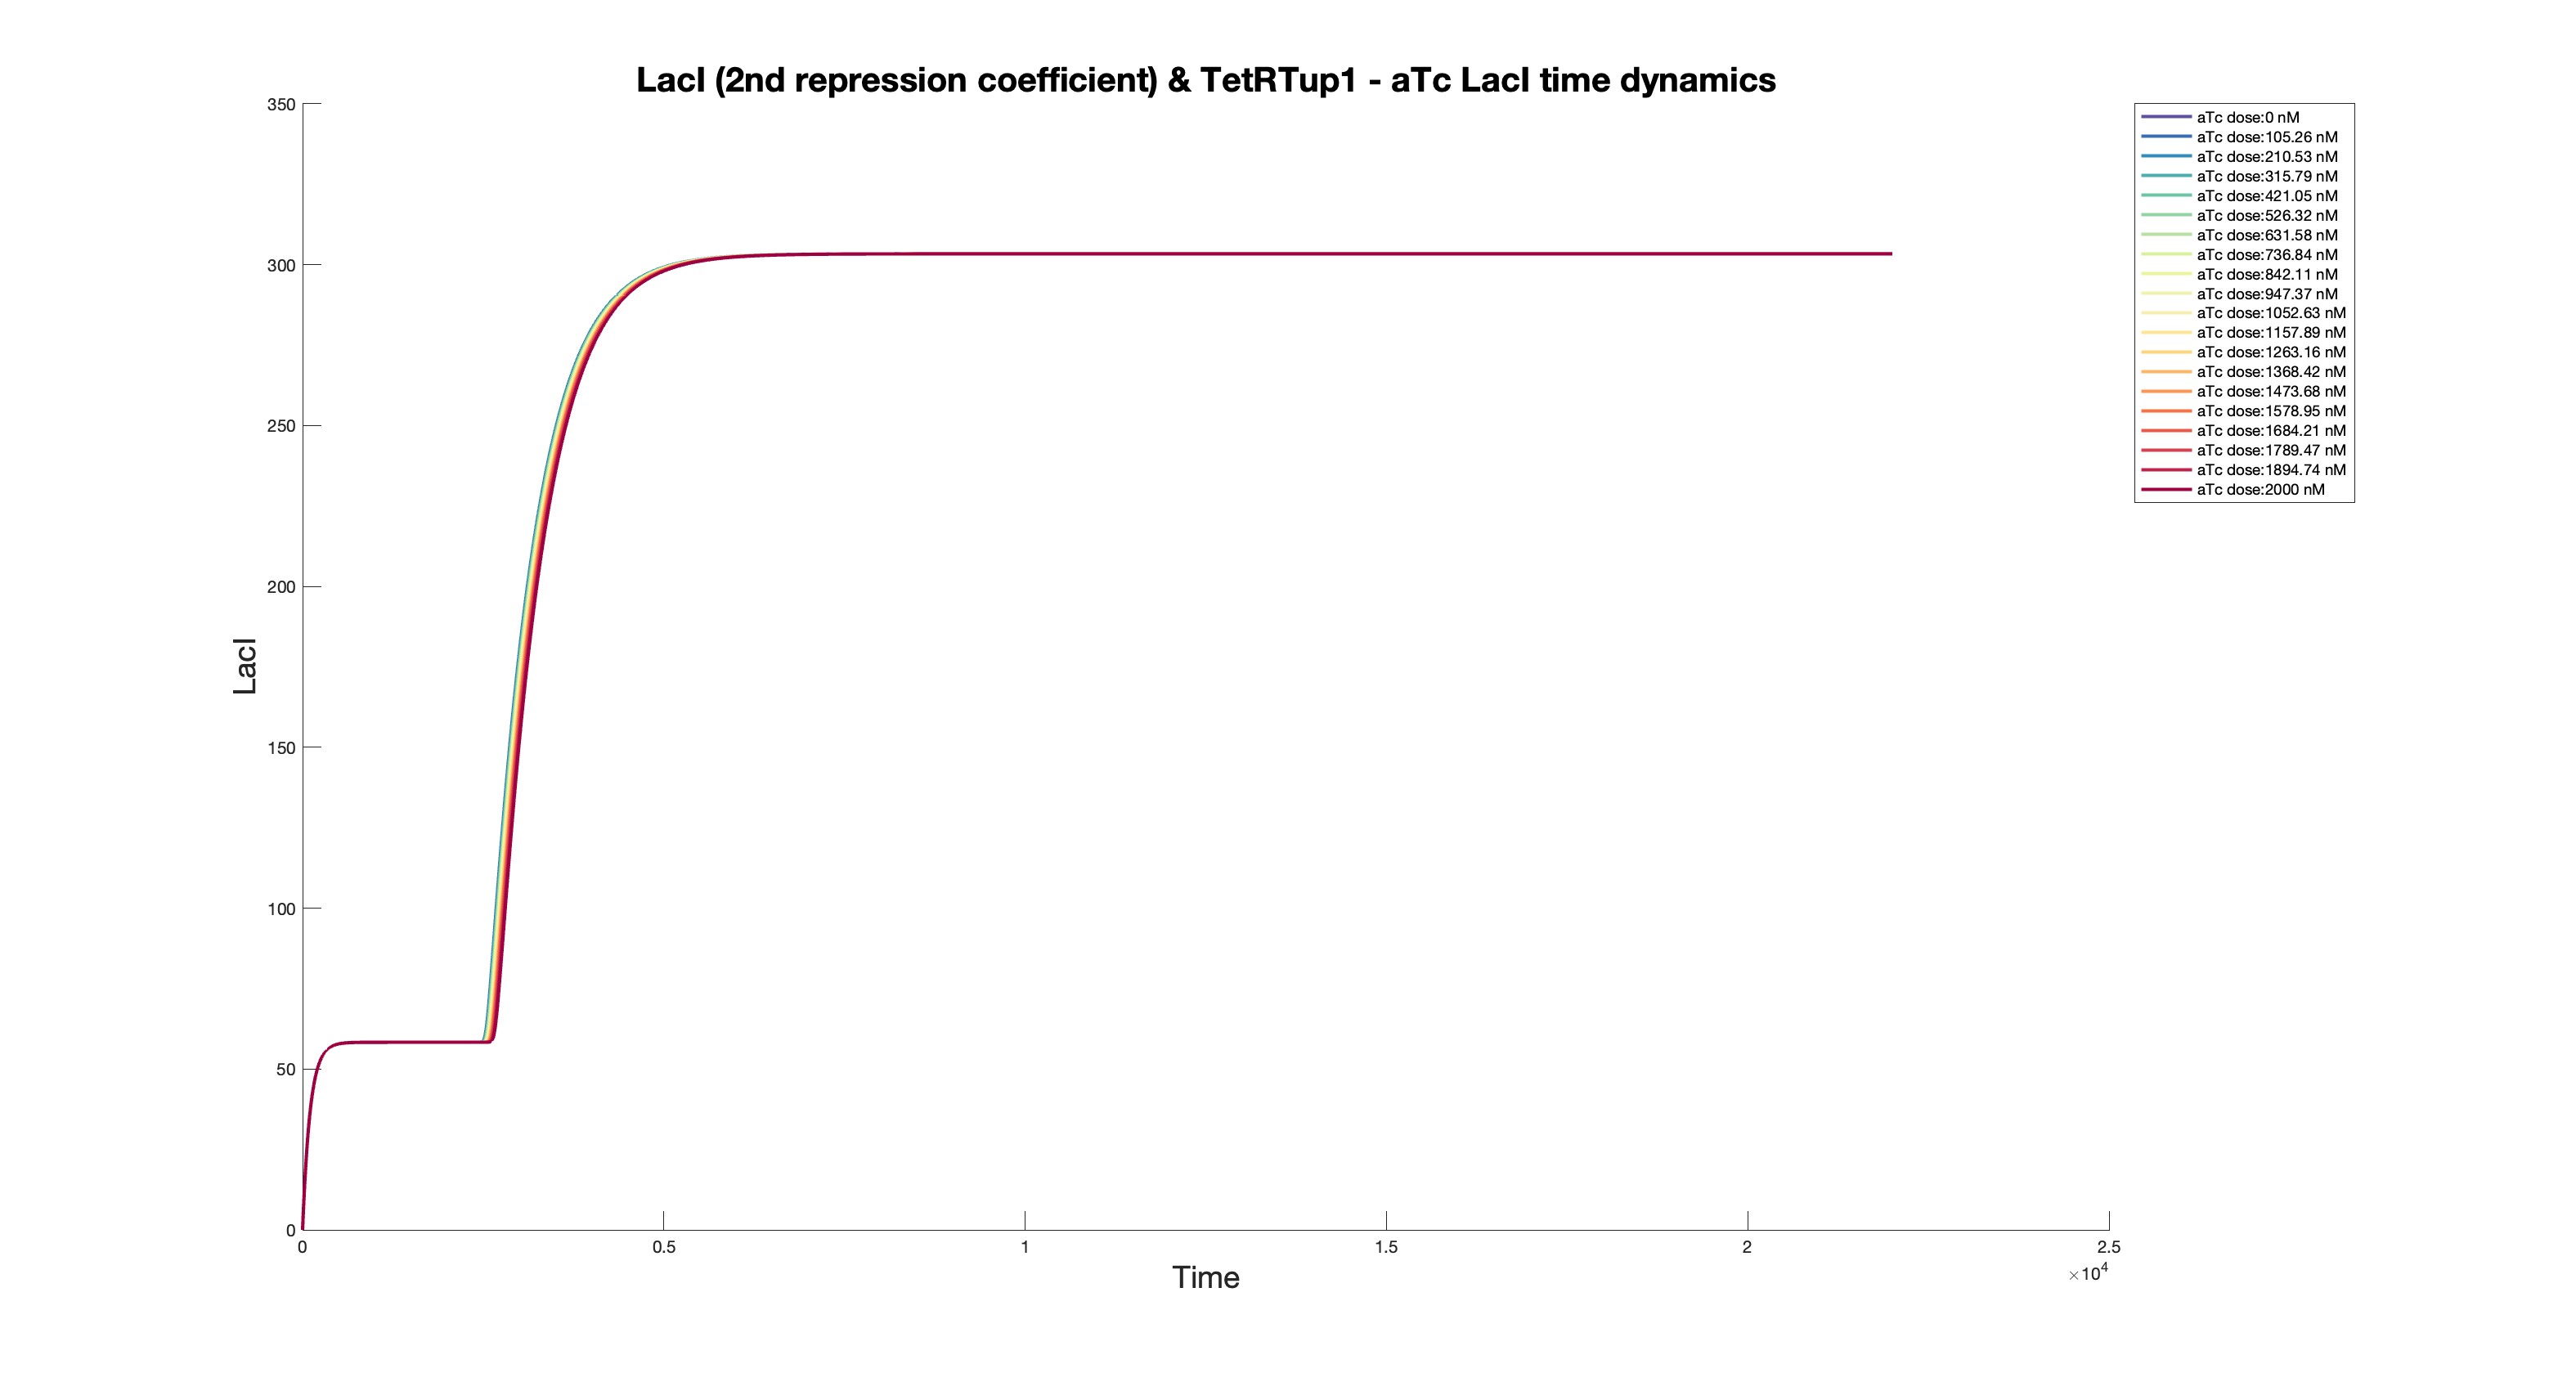 LacI (2nd repression coefficient) & TetRTup1 - aTc LacI time dynamics
350
300
250
200
150
100
50
0
LacI
0
0.5
1
1.5
2
2.5
×10^4
Time
aTc dose:0 nM
aTc dose:105.26 nM
aTc dose:210.53 nM
aTc dose:315.79 nM
aTc dose:421.05 nM
aTc dose:526.32 nM
aTc dose:631.58 nM
aTc dose:736.84 nM
aTc dose:842.11 nM
aTc dose:947.37 nM
aTc dose:1052.63 nM
aTc dose:1157.89 nM
aTc dose:1263.16 nM
aTc dose:1368.42 nM
aTc dose:1473.68 nM
aTc dose:1578.95 nM
aTc dose:1684.21 nM
aTc dose:1789.47 nM
aTc dose:1894.74 nM
aTc dose:2000 nM